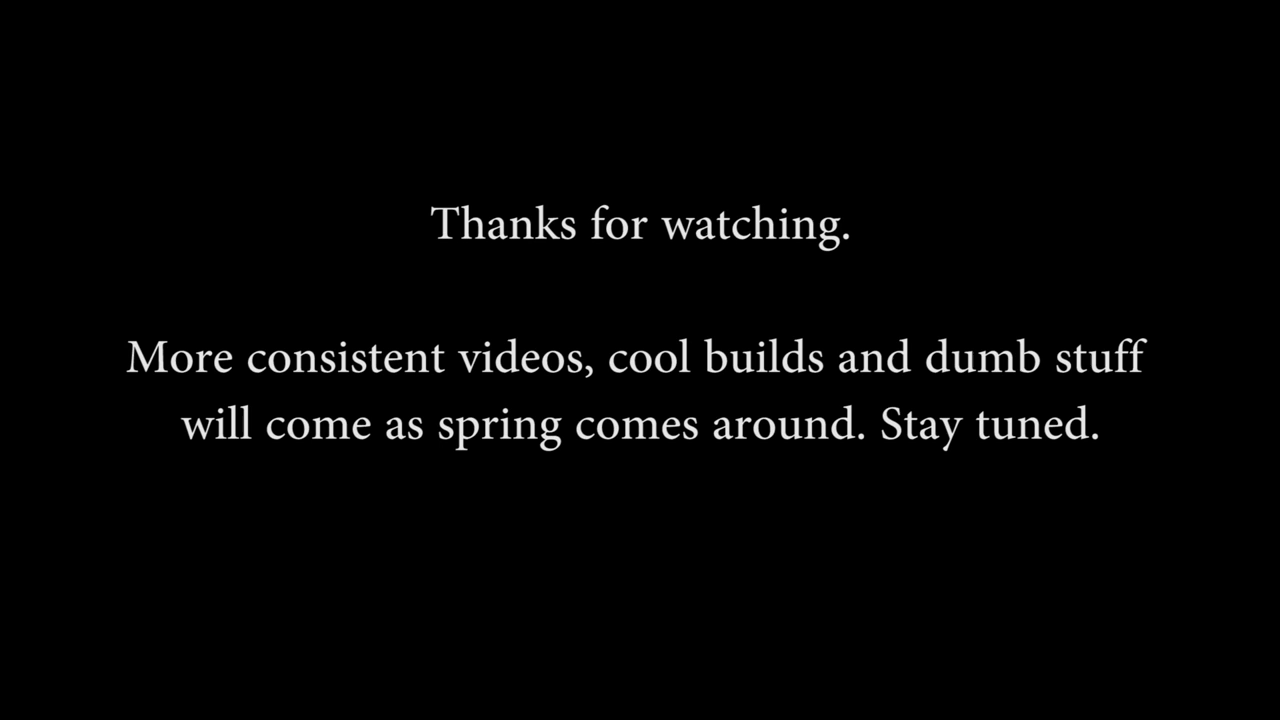 Thanks for watching.
More consistent videos, cool builds and dumb stuff
will come as spring comes around. Stay tuned.